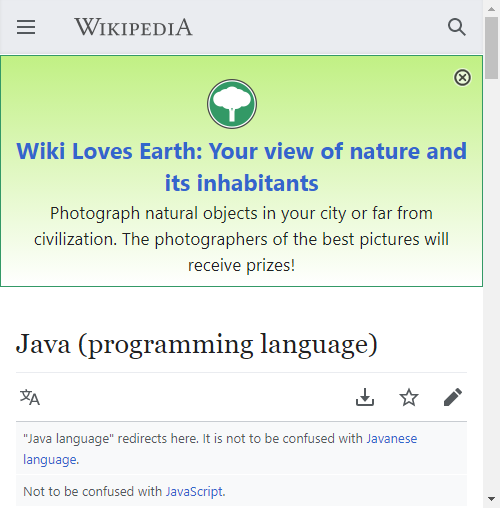 WIKIPEDIA
Wiki Loves Earth: Your view of nature and
its inhabitants
Photograph natural objects in your city or far from
civilization. The photographers of the best pictures will
receive prizes!
Java (programming language)
"Java language" redirects here. It is not to be confused with Javanese
language.
Not to be confused with JavaScript.